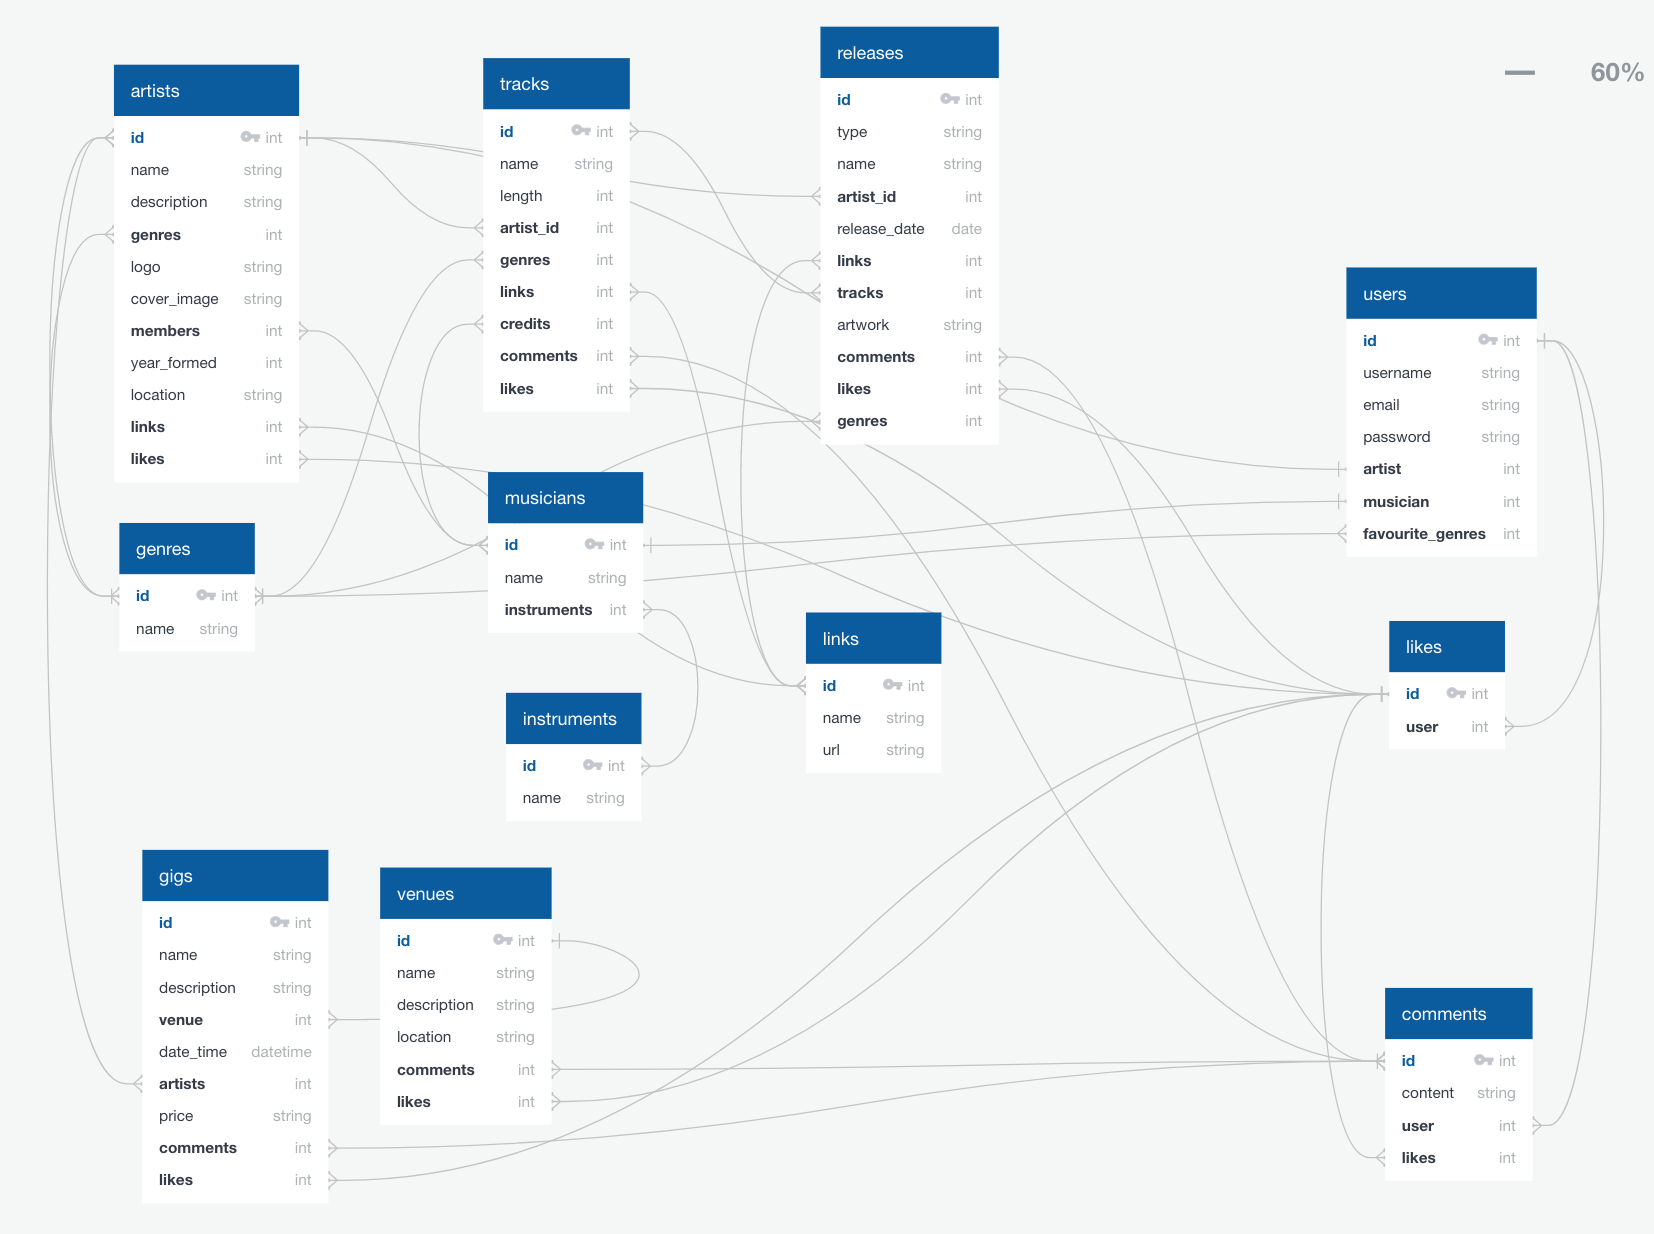 60%
artists
id int
name string
description string
genres int
logo string
cover_image string
members int
year_formed int
location string
links int
likes int
tracks
id int
name string
length int
artist_id int
genres int
links int
credits int
comments int
likes int
releases
id int
type string
name string
artist_id int
release_date date
links int
tracks int
artwork string
comments int
likes int
genres int
users
id int
username string
email string
password string
artist int
musician int
favourite_genres int
genres
id int
name string
musicians
id int
name string
instruments int
links
id int
name string
url string
likes
id int
user int
instruments
id int
name string
gigs
id int
name string
description string
venue int
date_time datetime
artists int
price string
comments int
likes int
venues
id int
name string
description string
location string
comments int
likes int
comments
id int
content string
user int
likes int